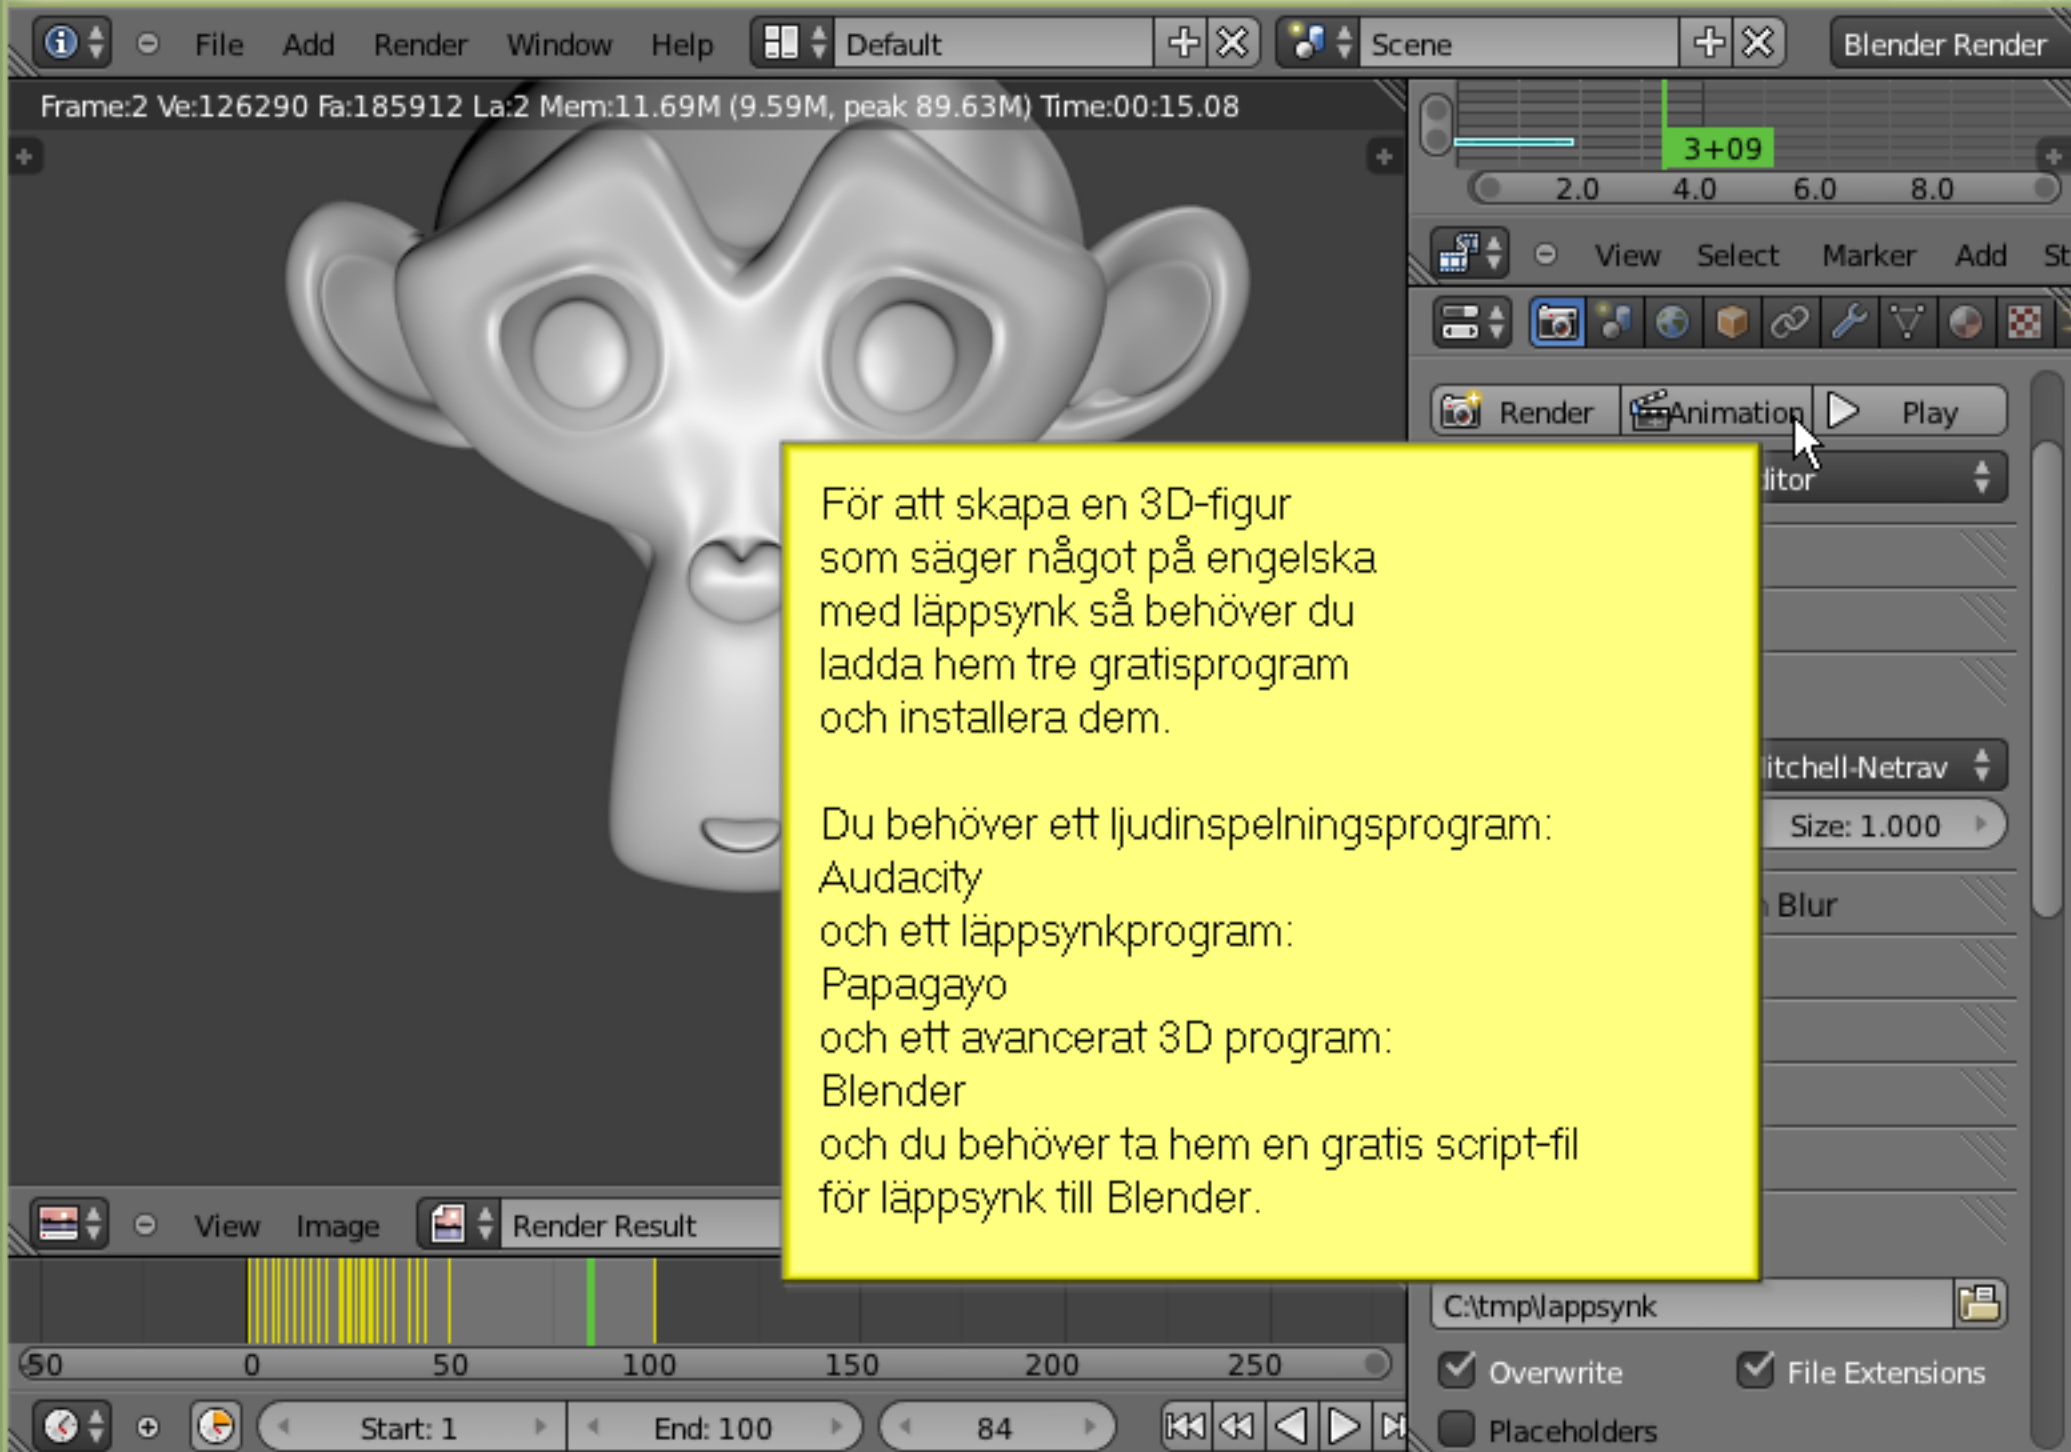 File Add Render Window Help Default Scene Blender Render
Frame:2 Ve:126290 Fa:185912 La:2 Mem:11.69M (9.59M, peak 89.63M) Time:00:15.08
3+09
2.0 4.0 6.0 8.0
View Select Marker Add St
Render Animation Play
ditor
För att skapa en 3D-figur
som säger något på engelska
med läppsynk så behöver du
ladda hem tre gratisprogram
och installera dem.
Du behöver ett ljudinspelningsprogram:
Audacity
och ett läppsynkprogram:
Papagayo
och ett avancerat 3D program:
Blender
och du behöver ta hem en gratis script-fil
för läppsynk till Blender.
itchell-Netrav
Size: 1.000
Blur
View Image Render Result
C:\tmp\lappsynk
-50 0 50 100 150 200 250
Overwrite File Extensions
Start: 1 End: 100 84
Placeholders